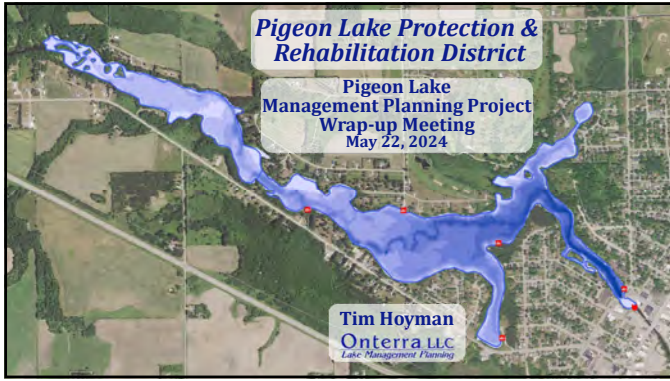 Pigeon Lake Protection &
Rehabilitation District
Pigeon Lake
Management Planning Project
Wrap-up Meeting
May 22, 2024
Tim Hoyman
Onterra LLC
Lake Management Planning